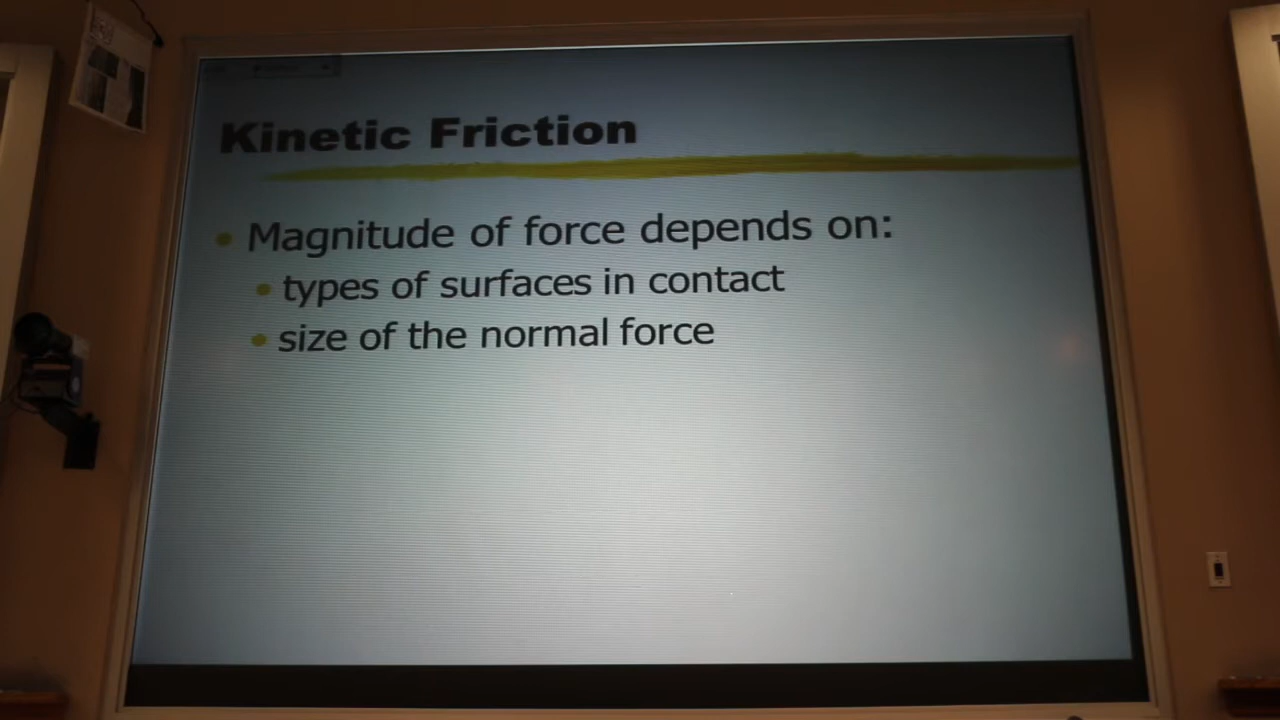 Kinetic Friction
Magnitude of force depends on:
types of surfaces in contact
size of the normal force